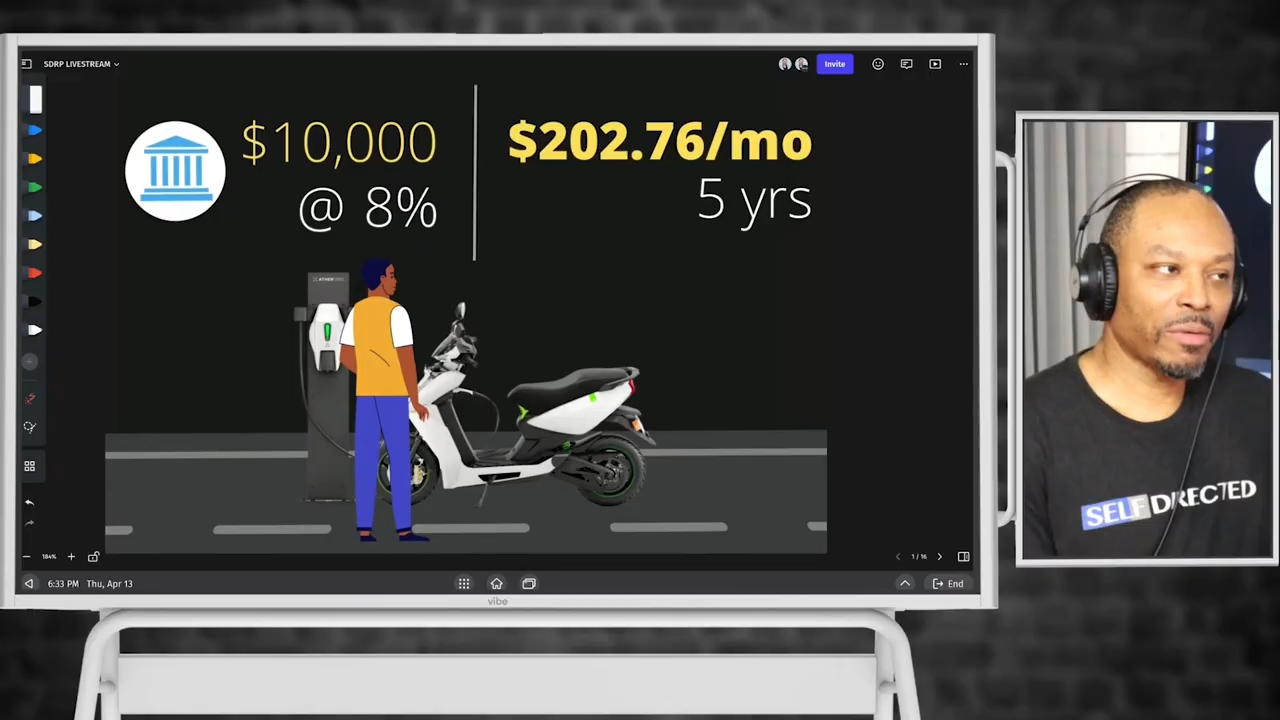 SDRP LIVESTREAM
Invite
$10,000
@ 8%
$202.76/mo
5 yrs
ATHER
184%
1 / 16
6:33 PM Thu, Apr 13
End
vibe
SELF DIRECTED